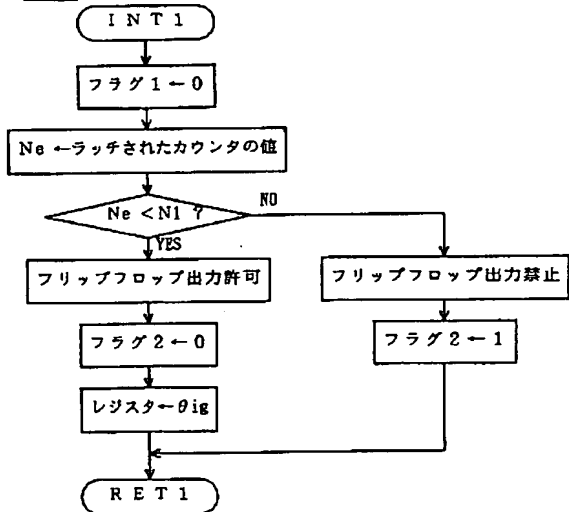 INT1
フラグ1←0
Ne←ラッチされたカウンタの値
Ne<N1 ?
NO
YES
フリップフロップ出力許可
フリップフロップ出力禁止
フラグ2←0
フラグ2←1
レジスタ←θig
RET1